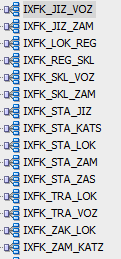 IXFK_JIZ_VOZ
IXFK_JIZ_ZAM
IXFK_LOK_REG
IXFK_REG_SKL
IXFK_SKL_VOZ
IXFK_SKL_ZAM
IXFK_STA_JIZ
IXFK_STA_KATS
IXFK_STA_LOK
IXFK_STA_ZAM
IXFK_STA_ZAS
IXFK_TRA_LOK
IXFK_TRA_VOZ
IXFK_ZAK_LOK
IXFK_ZAM_KATZ